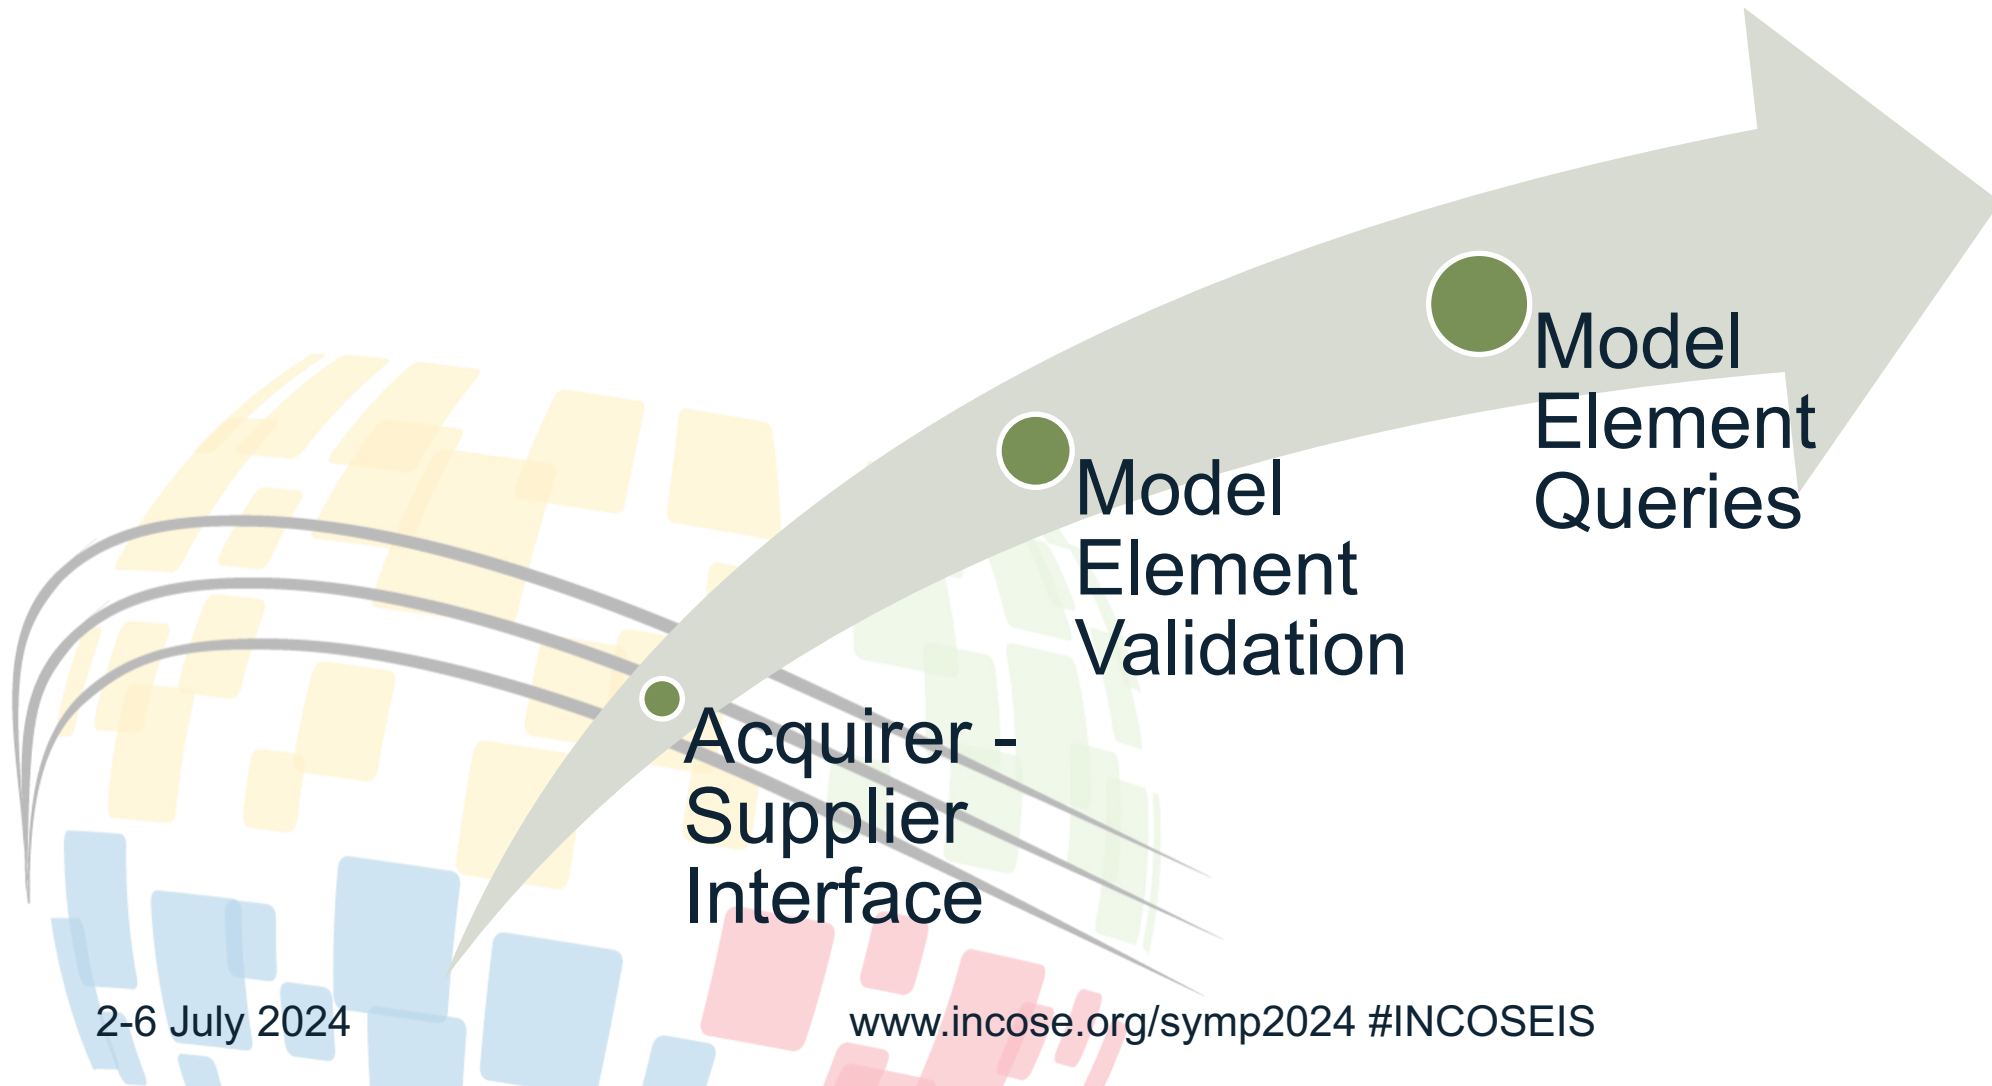 Model
Element
Queries
Model
Element
Validation
Acquirer -
Supplier
Interface
2-6 July 2024
www.incose.org/symp2024 #INCOSEIS